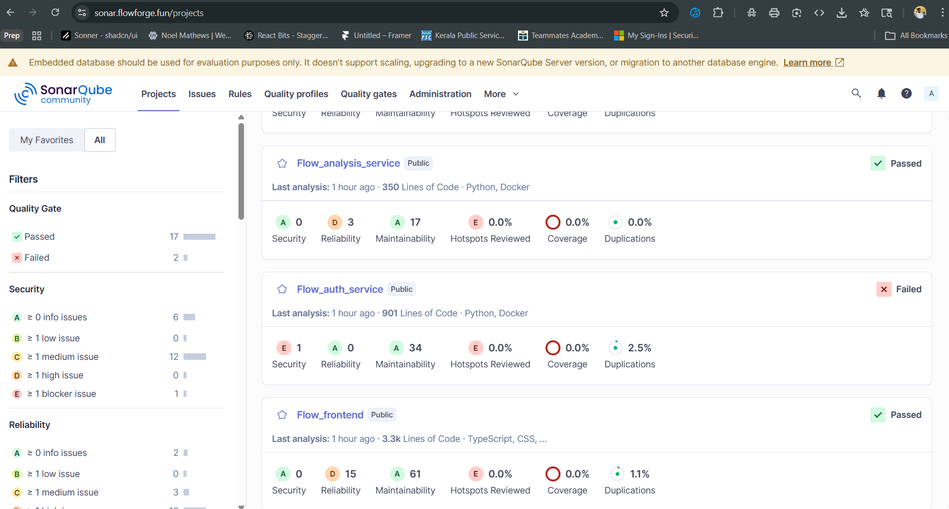 sonar.flowforge.fun/projects
Prep
Sonner - shadcn/ui
Noel Mathews | We...
React Bits - Stagger...
Untitled – Framer
Kerala Public Servic...
Teammates Academ...
My Sign-Ins | Securi...
All Bookmarks
Embedded database should be used for evaluation purposes only. It doesn't support scaling, upgrading to a new SonarQube Server version, or migration to another database engine. Learn more
SonarQube
community
Projects Issues Rules Quality profiles Quality gates Administration More
A
My Favorites All
Filters
Quality Gate
Passed 17
Failed 2
Security
A ≥ 0 info issues 6
B ≥ 1 low issue 0
C ≥ 1 medium issue 12
D ≥ 1 high issue 0
E ≥ 1 blocker issue 1
Reliability
A ≥ 0 info issues 2
B ≥ 1 low issue 0
C ≥ 1 medium issue 3
Security Reliability Maintainability Hotspots Reviewed Coverage Duplications
Flow_analysis_service Public Passed
Last analysis: 1 hour ago · 350 Lines of Code · Python, Docker
A 0 D 3 A 17 E 0.0% 0.0% 0.0%
Security Reliability Maintainability Hotspots Reviewed Coverage Duplications
Flow_auth_service Public Failed
Last analysis: 1 hour ago · 901 Lines of Code · Python, Docker
E 1 A 0 A 34 E 0.0% 0.0% 2.5%
Security Reliability Maintainability Hotspots Reviewed Coverage Duplications
Flow_frontend Public Passed
Last analysis: 1 hour ago · 3.3k Lines of Code · TypeScript, CSS, ...
A 0 D 15 A 61 E 0.0% 0.0% 1.1%
Security Reliability Maintainability Hotspots Reviewed Coverage Duplications